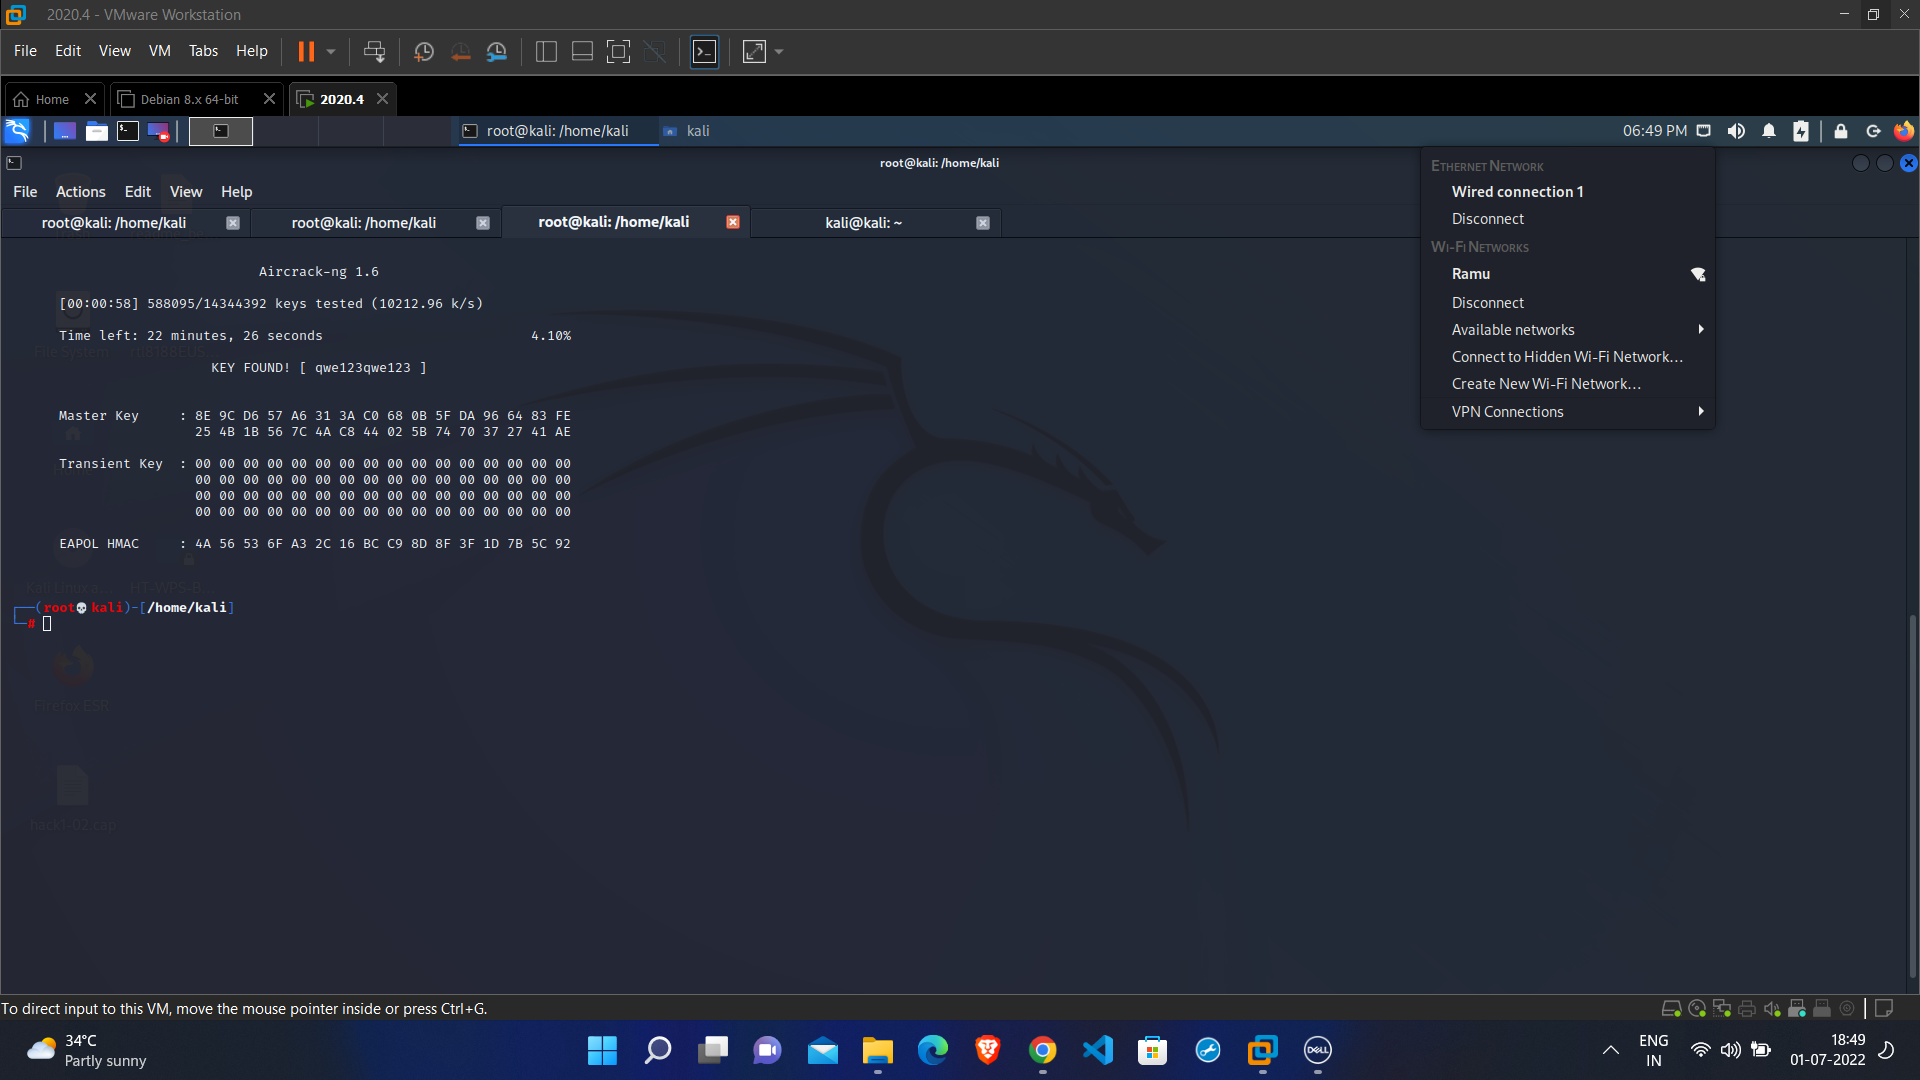 2020.4 - VMware Workstation
File Edit View VM Tabs Help
Home Debian 8.x 64-bit 2020.4
root@kali: /home/kali kali 06:49 PM
root@kali: /home/kali
File Actions Edit View Help
root@kali: /home/kali root@kali: /home/kali root@kali: /home/kali kali@kali: ~
Ethernet Network
Wired connection 1
Disconnect
Wi-Fi Networks
Ramu
Disconnect
Available networks
Connect to Hidden Wi-Fi Network...
Create New Wi-Fi Network...
VPN Connections
Aircrack-ng 1.6
[00:00:58] 588095/14344392 keys tested (10212.96 k/s)
Time left: 22 minutes, 26 seconds 4.10%
File System
KEY FOUND! [ qwe123qwe123 ]
Master Key : 8E 9C D6 57 A6 31 3A C0 68 0B 5F DA 96 64 83 FE
25 4B 1B 56 7C 4A C8 44 02 5B 74 70 37 27 41 AE
Transient Key : 00 00 00 00 00 00 00 00 00 00 00 00 00 00 00 00
00 00 00 00 00 00 00 00 00 00 00 00 00 00 00 00
00 00 00 00 00 00 00 00 00 00 00 00 00 00 00 00
00 00 00 00 00 00 00 00 00 00 00 00 00 00 00 00
EAPOL HMAC : 4A 56 53 6F A3 2C 16 BC C9 8D 8F 3F 1D 7B 5C 92
HT-WPS-B...
(root💀kali)-[/home/kali]
#
Firefox ESR
hack1-02.cap
To direct input to this VM, move the mouse pointer inside or press Ctrl+G.
34°C
Partly sunny
DELL
ENG
IN
18:49
01-07-2022